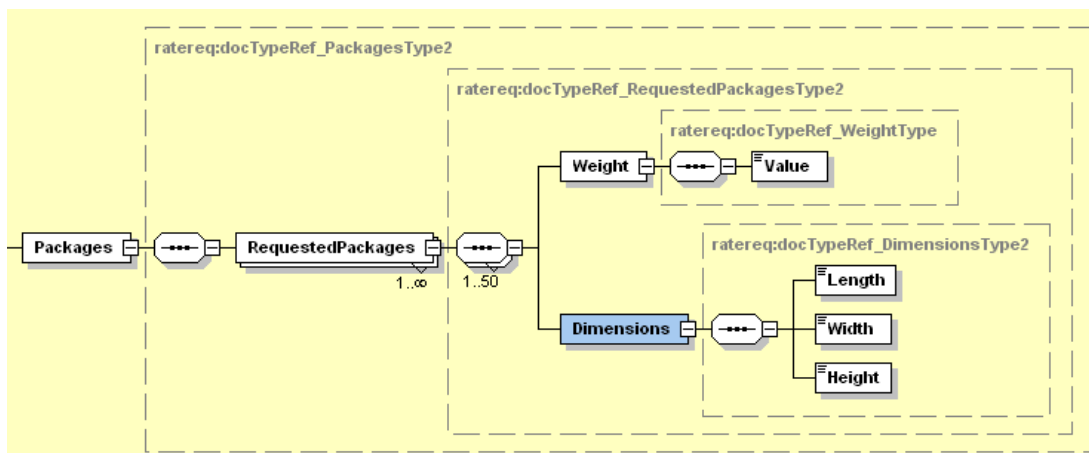 ratereq:docTypeRef_PackagesType2
ratereq:docTypeRef_RequestedPackagesType2
ratereq:docTypeRef_WeightType
Weight
Value
Packages
RequestedPackages
1..∞
1..50
ratereq:docTypeRef_DimensionsType2
Length
Dimensions
Width
Height